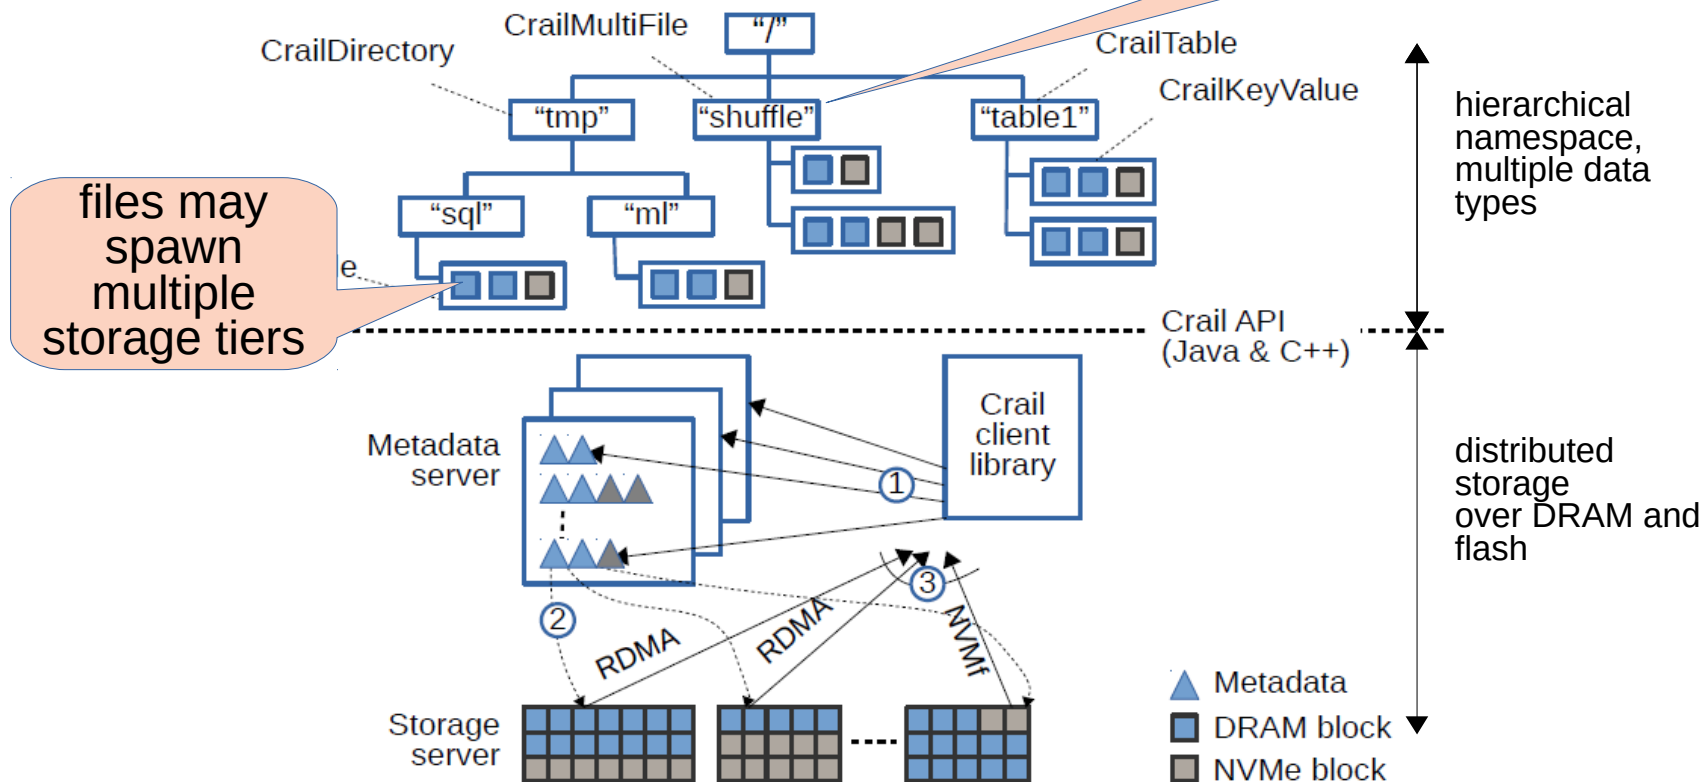 CrailMultiFile
“/”
CrailDirectory
CrailTable
CrailKeyValue
“tmp”
“shuffle”
“table1”
hierarchical
namespace,
multiple data
types
files may
spawn
multiple
storage tiers
“sql”
“ml”
e
Crail API
(Java & C++)
Crail
client
library
Metadata
server
1
distributed
storage
over DRAM and
flash
3
2
RDMA
RDMA
NVMf
Metadata
Storage
server
DRAM block
NVMe block